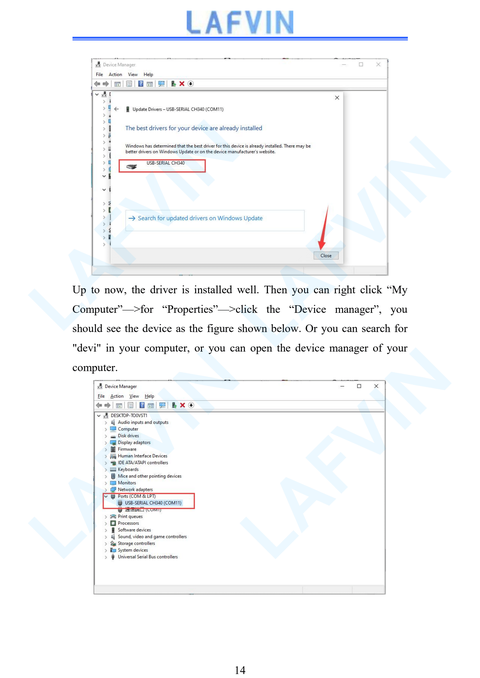 LAFVIN
Device Manager
File Action View Help
Update Drivers - USB-SERIAL CH340 (COM11)
The best drivers for your device are already installed
Windows has determined that the best driver for this device is already installed. There may be
better drivers on Windows Update or on the device manufacturer's website.
USB-SERIAL CH340
Search for updated drivers on Windows Update
Close
Up to now, the driver is installed well. Then you can right click “My
Computer”—>for “Properties”—>click the “Device manager”, you
should see the device as the figure shown below. Or you can search for
"devi" in your computer, or you can open the device manager of your
computer.
Device Manager
File Action View Help
Audio inputs and outputs
Computer
Disk drives
Display adaptors
Firmware
Human Interface Devices
IDE ATA/ATAPI controllers
Keyboards
Mice and other pointing devices
Monitors
Network adapters
Ports (COM & LPT)
USB-SERIAL CH340 (COM11)
(COM1)
Print queues
Processors
Software devices
Sound, video and game controllers
Storage controllers
System devices
Universal Serial Bus controllers
LAFVIN
LAFVIN
LAFVIN
LAFVIN
14